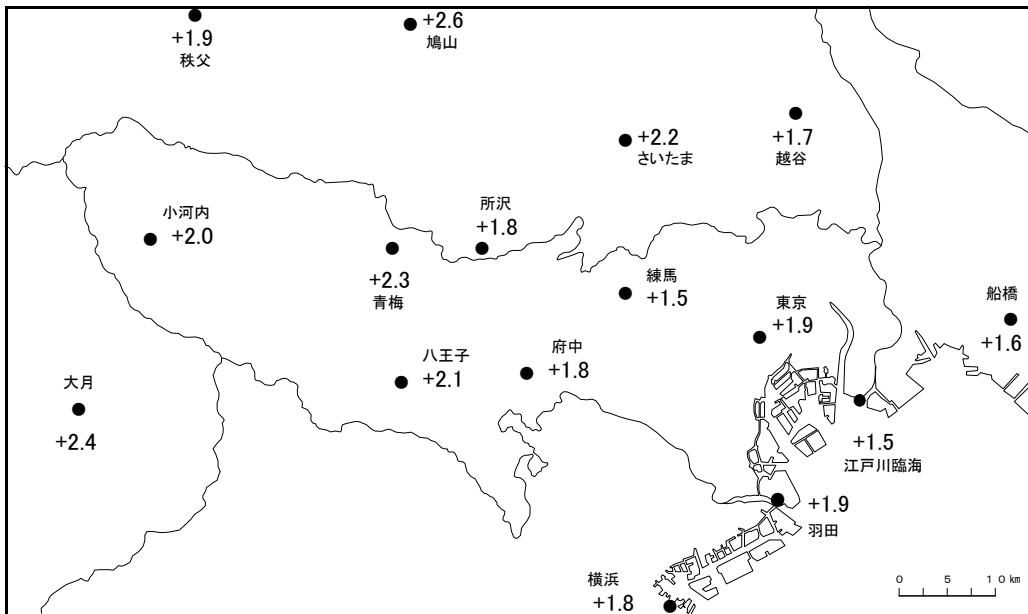 +1.9
秩父
+2.6
鳩山
+2.2
さいたま
+1.7
越谷
小河内
+2.0
所沢
+1.8
+2.3
青梅
練馬
+1.5
東京
+1.9
船橋
+1.6
大月
+2.4
八王子
+2.1
府中
+1.8
+1.5
江戸川臨海
+1.9
羽田
横浜
+1.8
0 5 10km